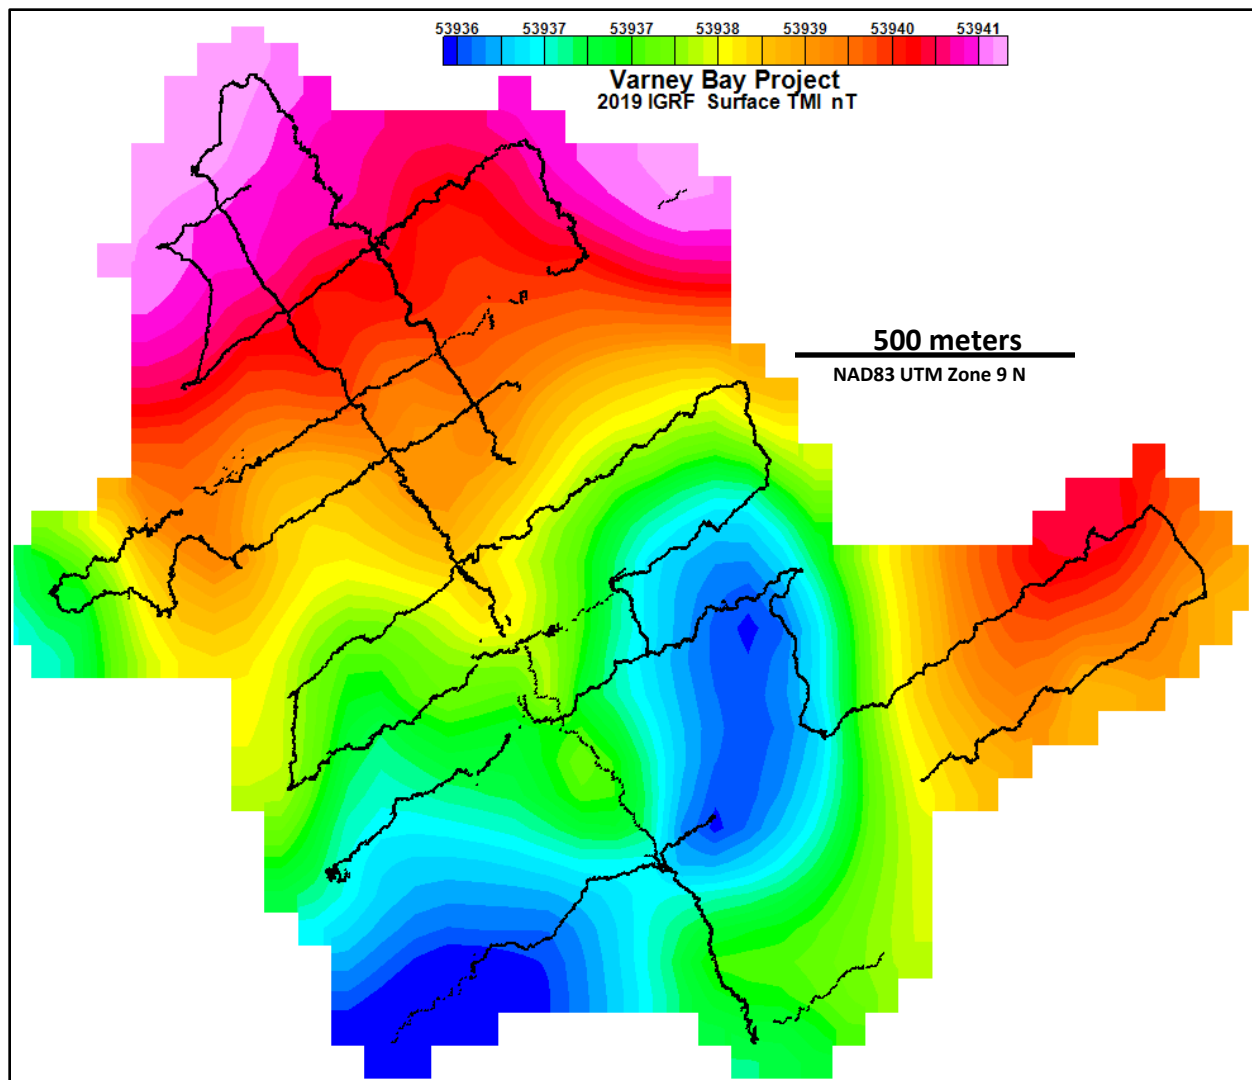 53936 53937 53937 53938 53939 53940 53941
Varney Bay Project
2019 IGRF Surface TMI nT
500 meters
NAD83 UTM Zone 9 N